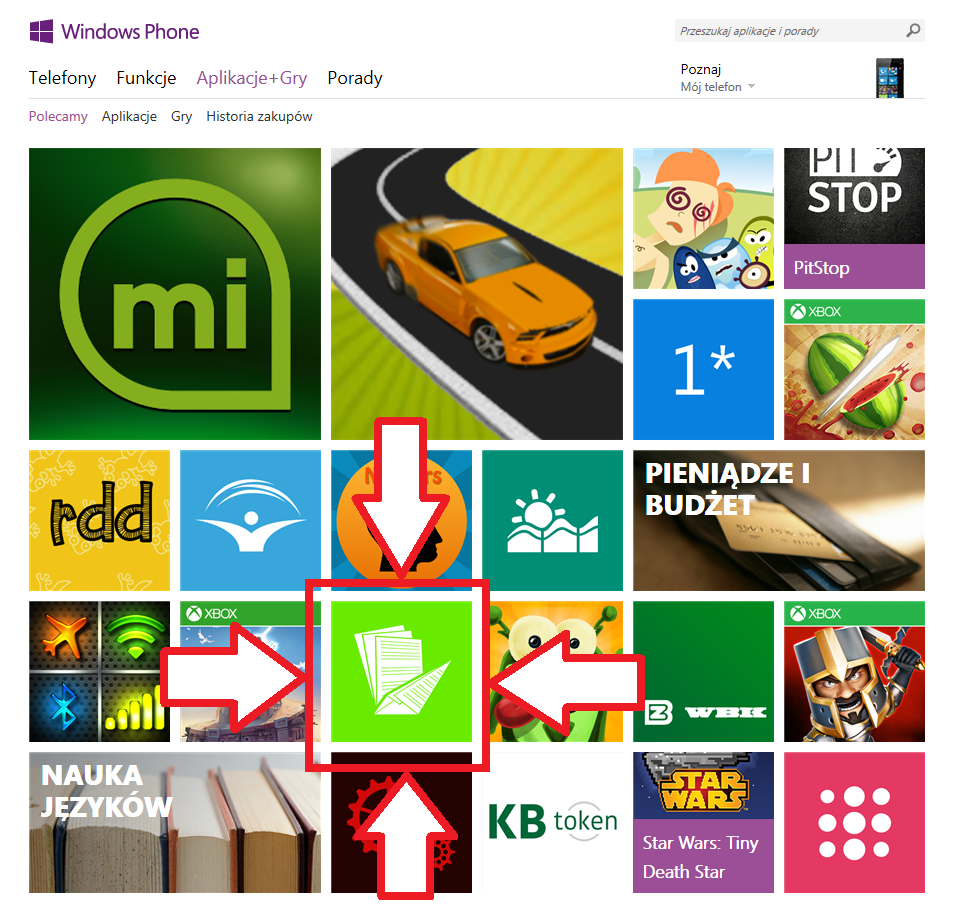 Windows Phone
Przeszukaj aplikacje i porady
Telefony Funkcje Aplikacje+Gry Porady
Poznaj
Mój telefon
Polecamy Aplikacje Gry Historia zakupów
mi
PIT
STOP
PitStop
1*
XBOX
rdd
PIENIĄDZE I
BUDŻET
XBOX
XBOX
B WBK
NAUKA
JĘZYKÓW
KB token
STAR
WARS
Star Wars: Tiny
Death Star